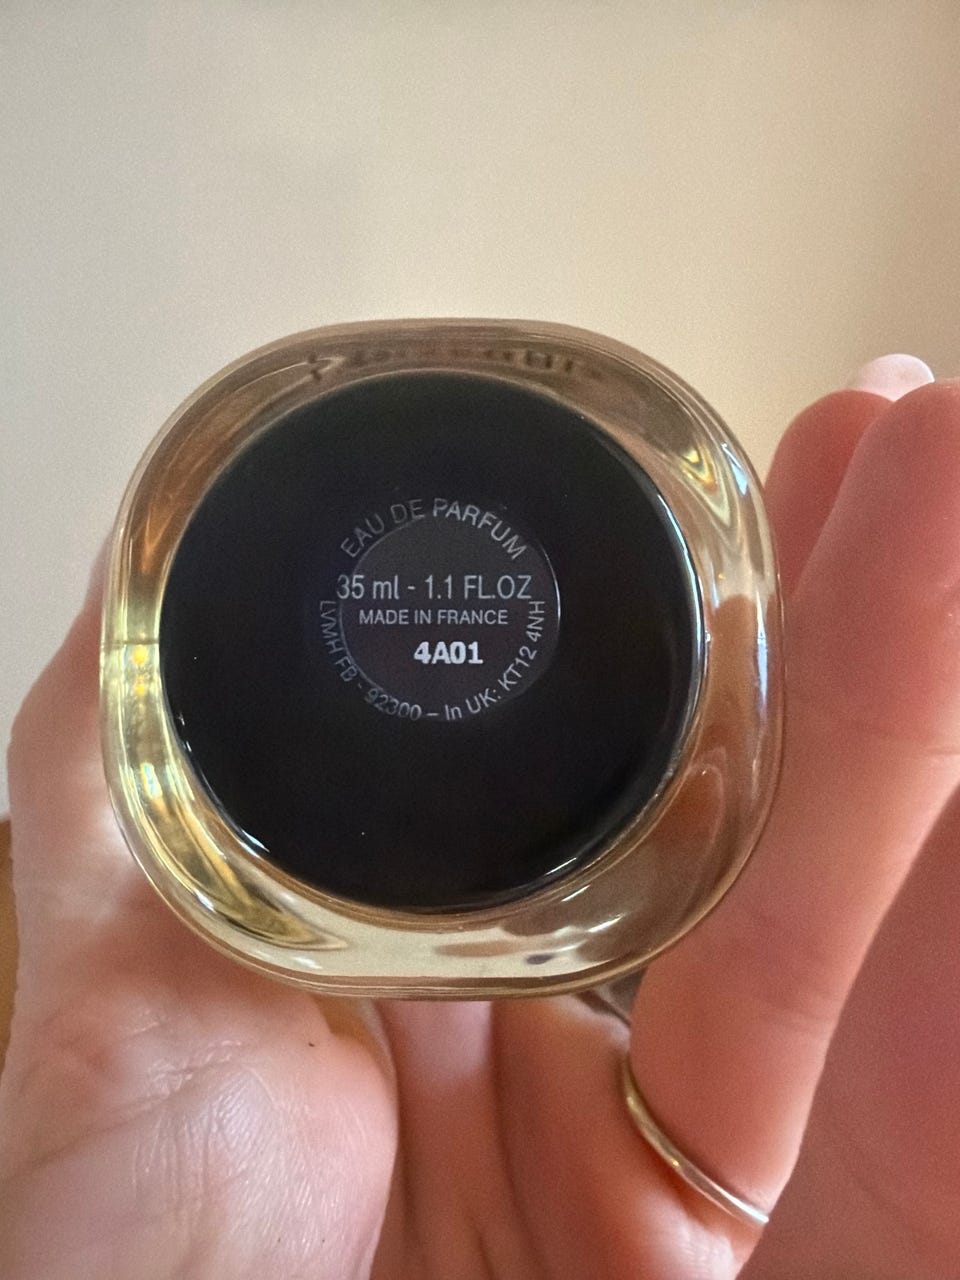 EAU DE PARFUM
35 ml - 1.1 FL.OZ
MADE IN FRANCE
4A01
LVMH FB - 92300 – In UK: KT12 4NH